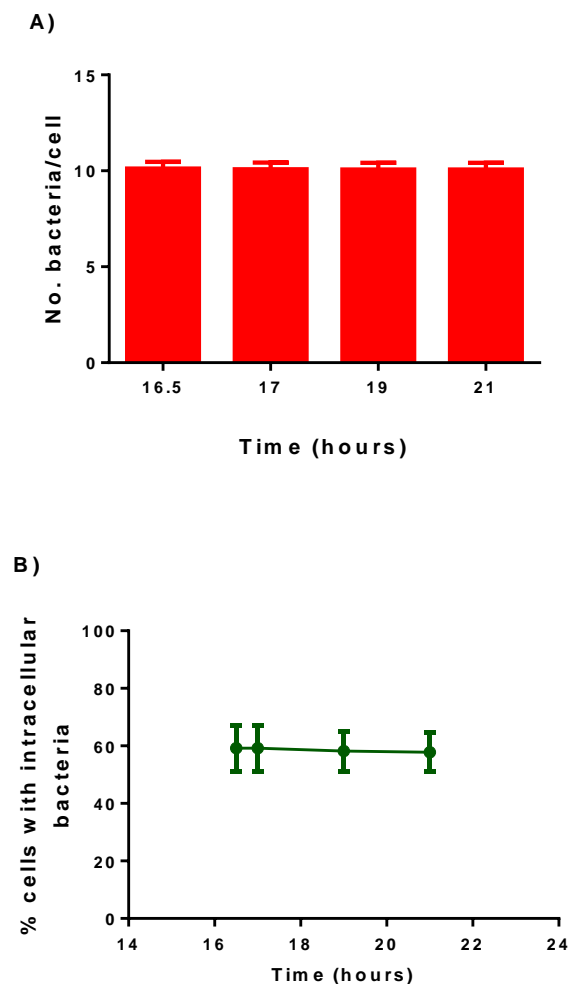 A)
15
10
5
0
No. bacteria/cell
16.5 17 19 21
Time (hours)
B)
100
80
60
40
20
0
% cells with intracellular
bacteria
14 16 18 20 22 24
Time (hours)